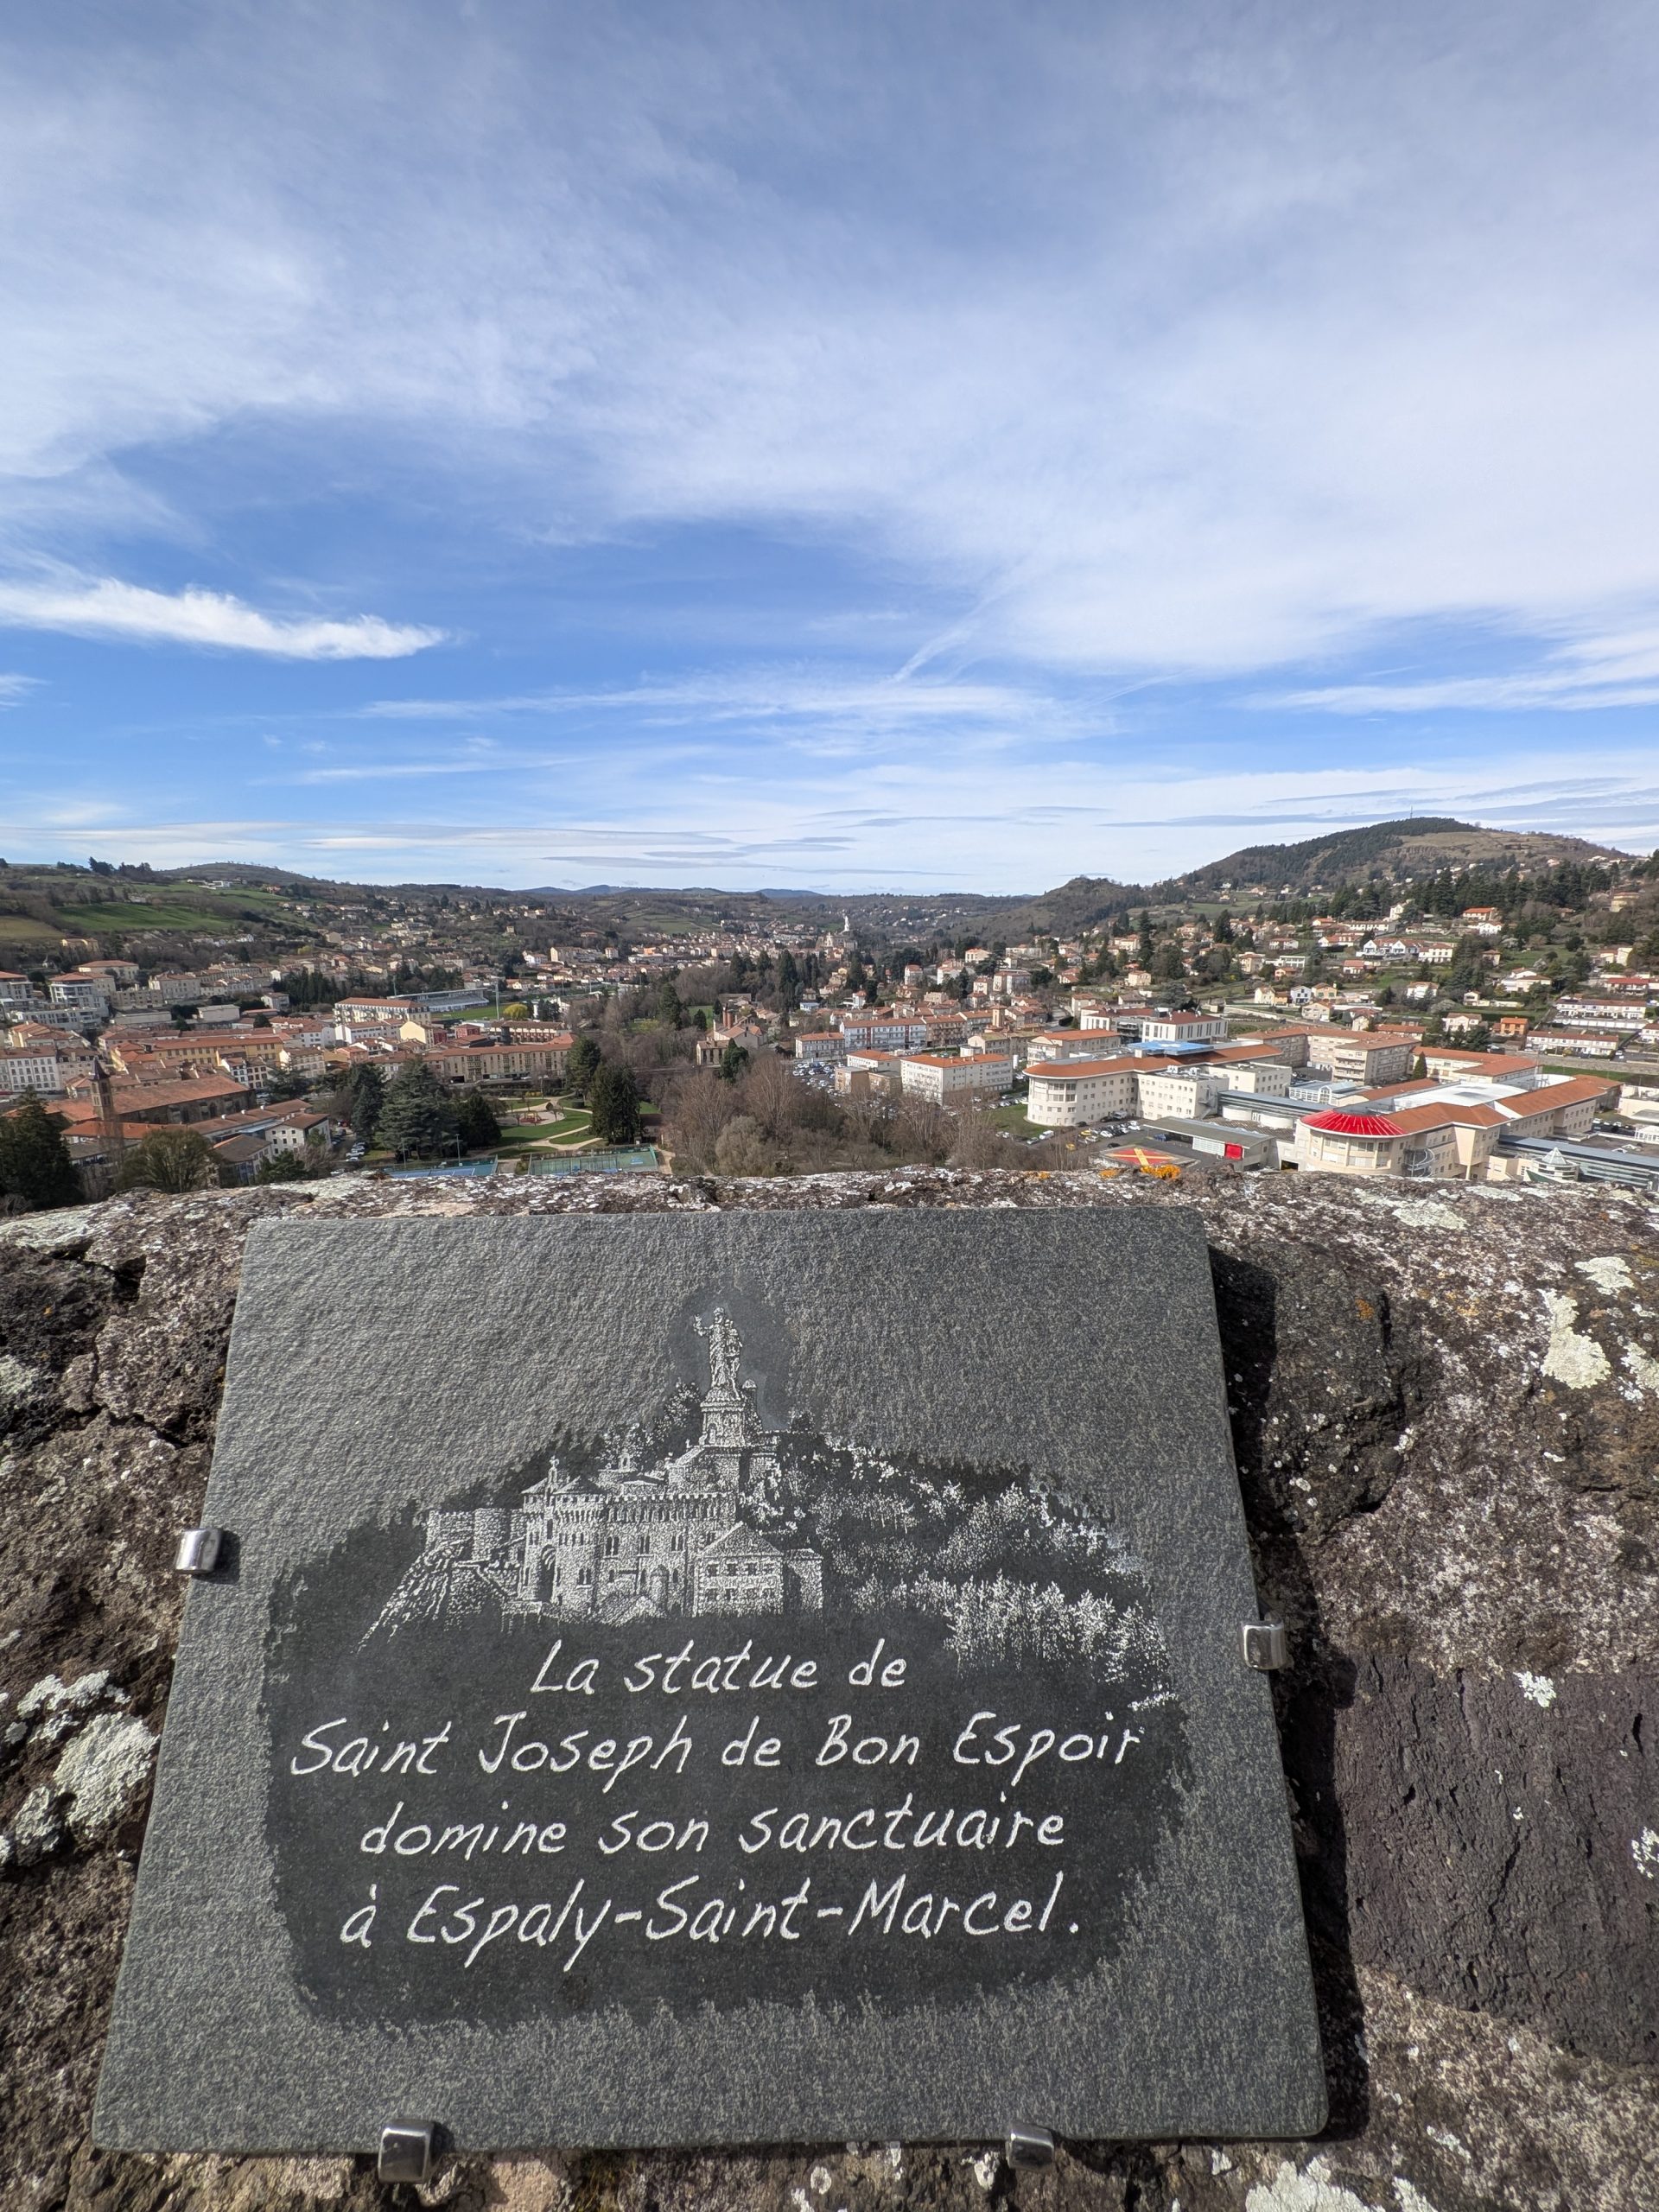 La statue de
Saint Joseph de Bon Espoir
domine son sanctuaire
à Espaly-Saint-Marcel.